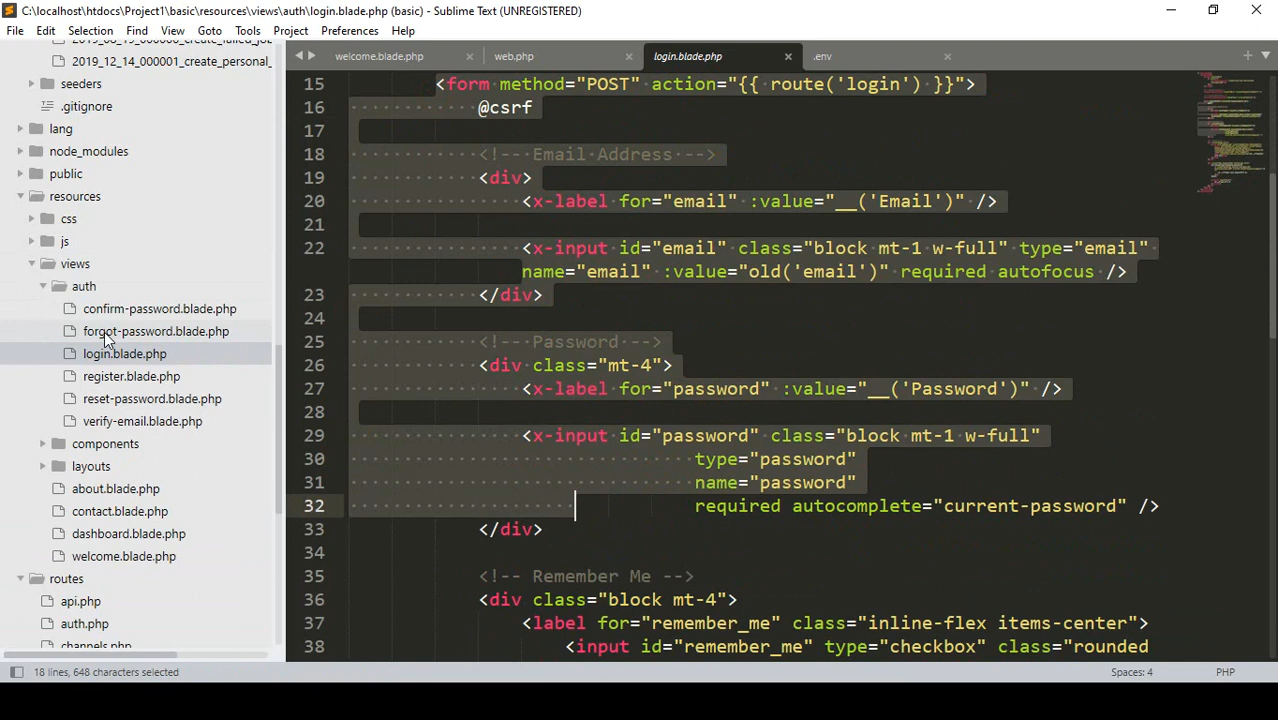 C:\localhost\htdocs\Project1\basic\resources\views\auth\login.blade.php (basic) - Sublime Text (UNREGISTERED)
File Edit Selection Find View Goto Tools Project Preferences Help
2019_12_14_000001_create_personal_
seeders
.gitignore
lang
node_modules
public
resources
css
js
views
auth
confirm-password.blade.php
forgot-password.blade.php
login.blade.php
register.blade.php
reset-password.blade.php
verify-email.blade.php
components
layouts
about.blade.php
contact.blade.php
dashboard.blade.php
welcome.blade.php
routes
api.php
auth.php
channels.php
welcome.blade.php web.php login.blade.php .env
15 <form method="POST" action="{{ route('login') }}">
16 @csrf
17
18 <!-- Email Address -->
19 <div>
20 <x-label for="email" :value="__('Email')" />
21
22 <x-input id="email" class="block mt-1 w-full" type="email"
name="email" :value="old('email')" required autofocus />
23 </div>
24
25 <!-- Password -->
26 <div class="mt-4">
27 <x-label for="password" :value="__('Password')" />
28
29 <x-input id="password" class="block mt-1 w-full"
30 type="password"
31 name="password"
32 required autocomplete="current-password" />
33 </div>
34
35 <!-- Remember Me -->
36 <div class="block mt-4">
37 <label for="remember_me" class="inline-flex items-center">
38 <input id="remember_me" type="checkbox" class="rounded
18 lines, 648 characters selected Spaces: 4 PHP